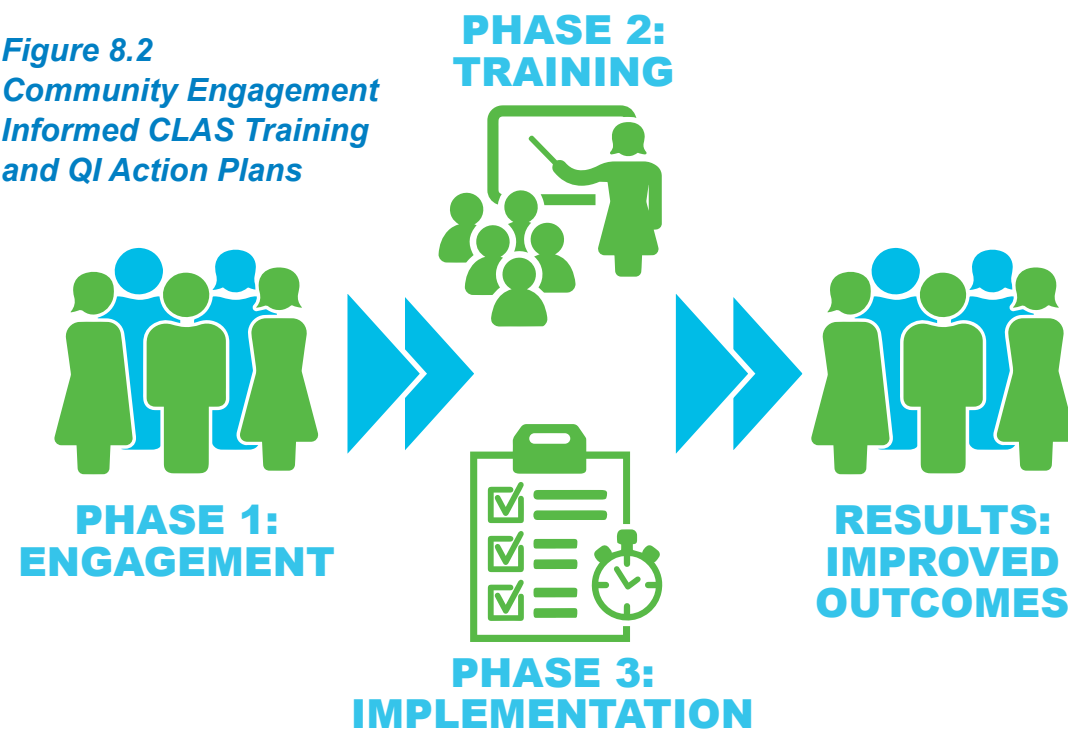 Figure 8.2
Community Engagement
Informed CLAS Training
and QI Action Plans
PHASE 1:
ENGAGEMENT
PHASE 2:
TRAINING
PHASE 3:
IMPLEMENTATION
RESULTS:
IMPROVED
OUTCOMES